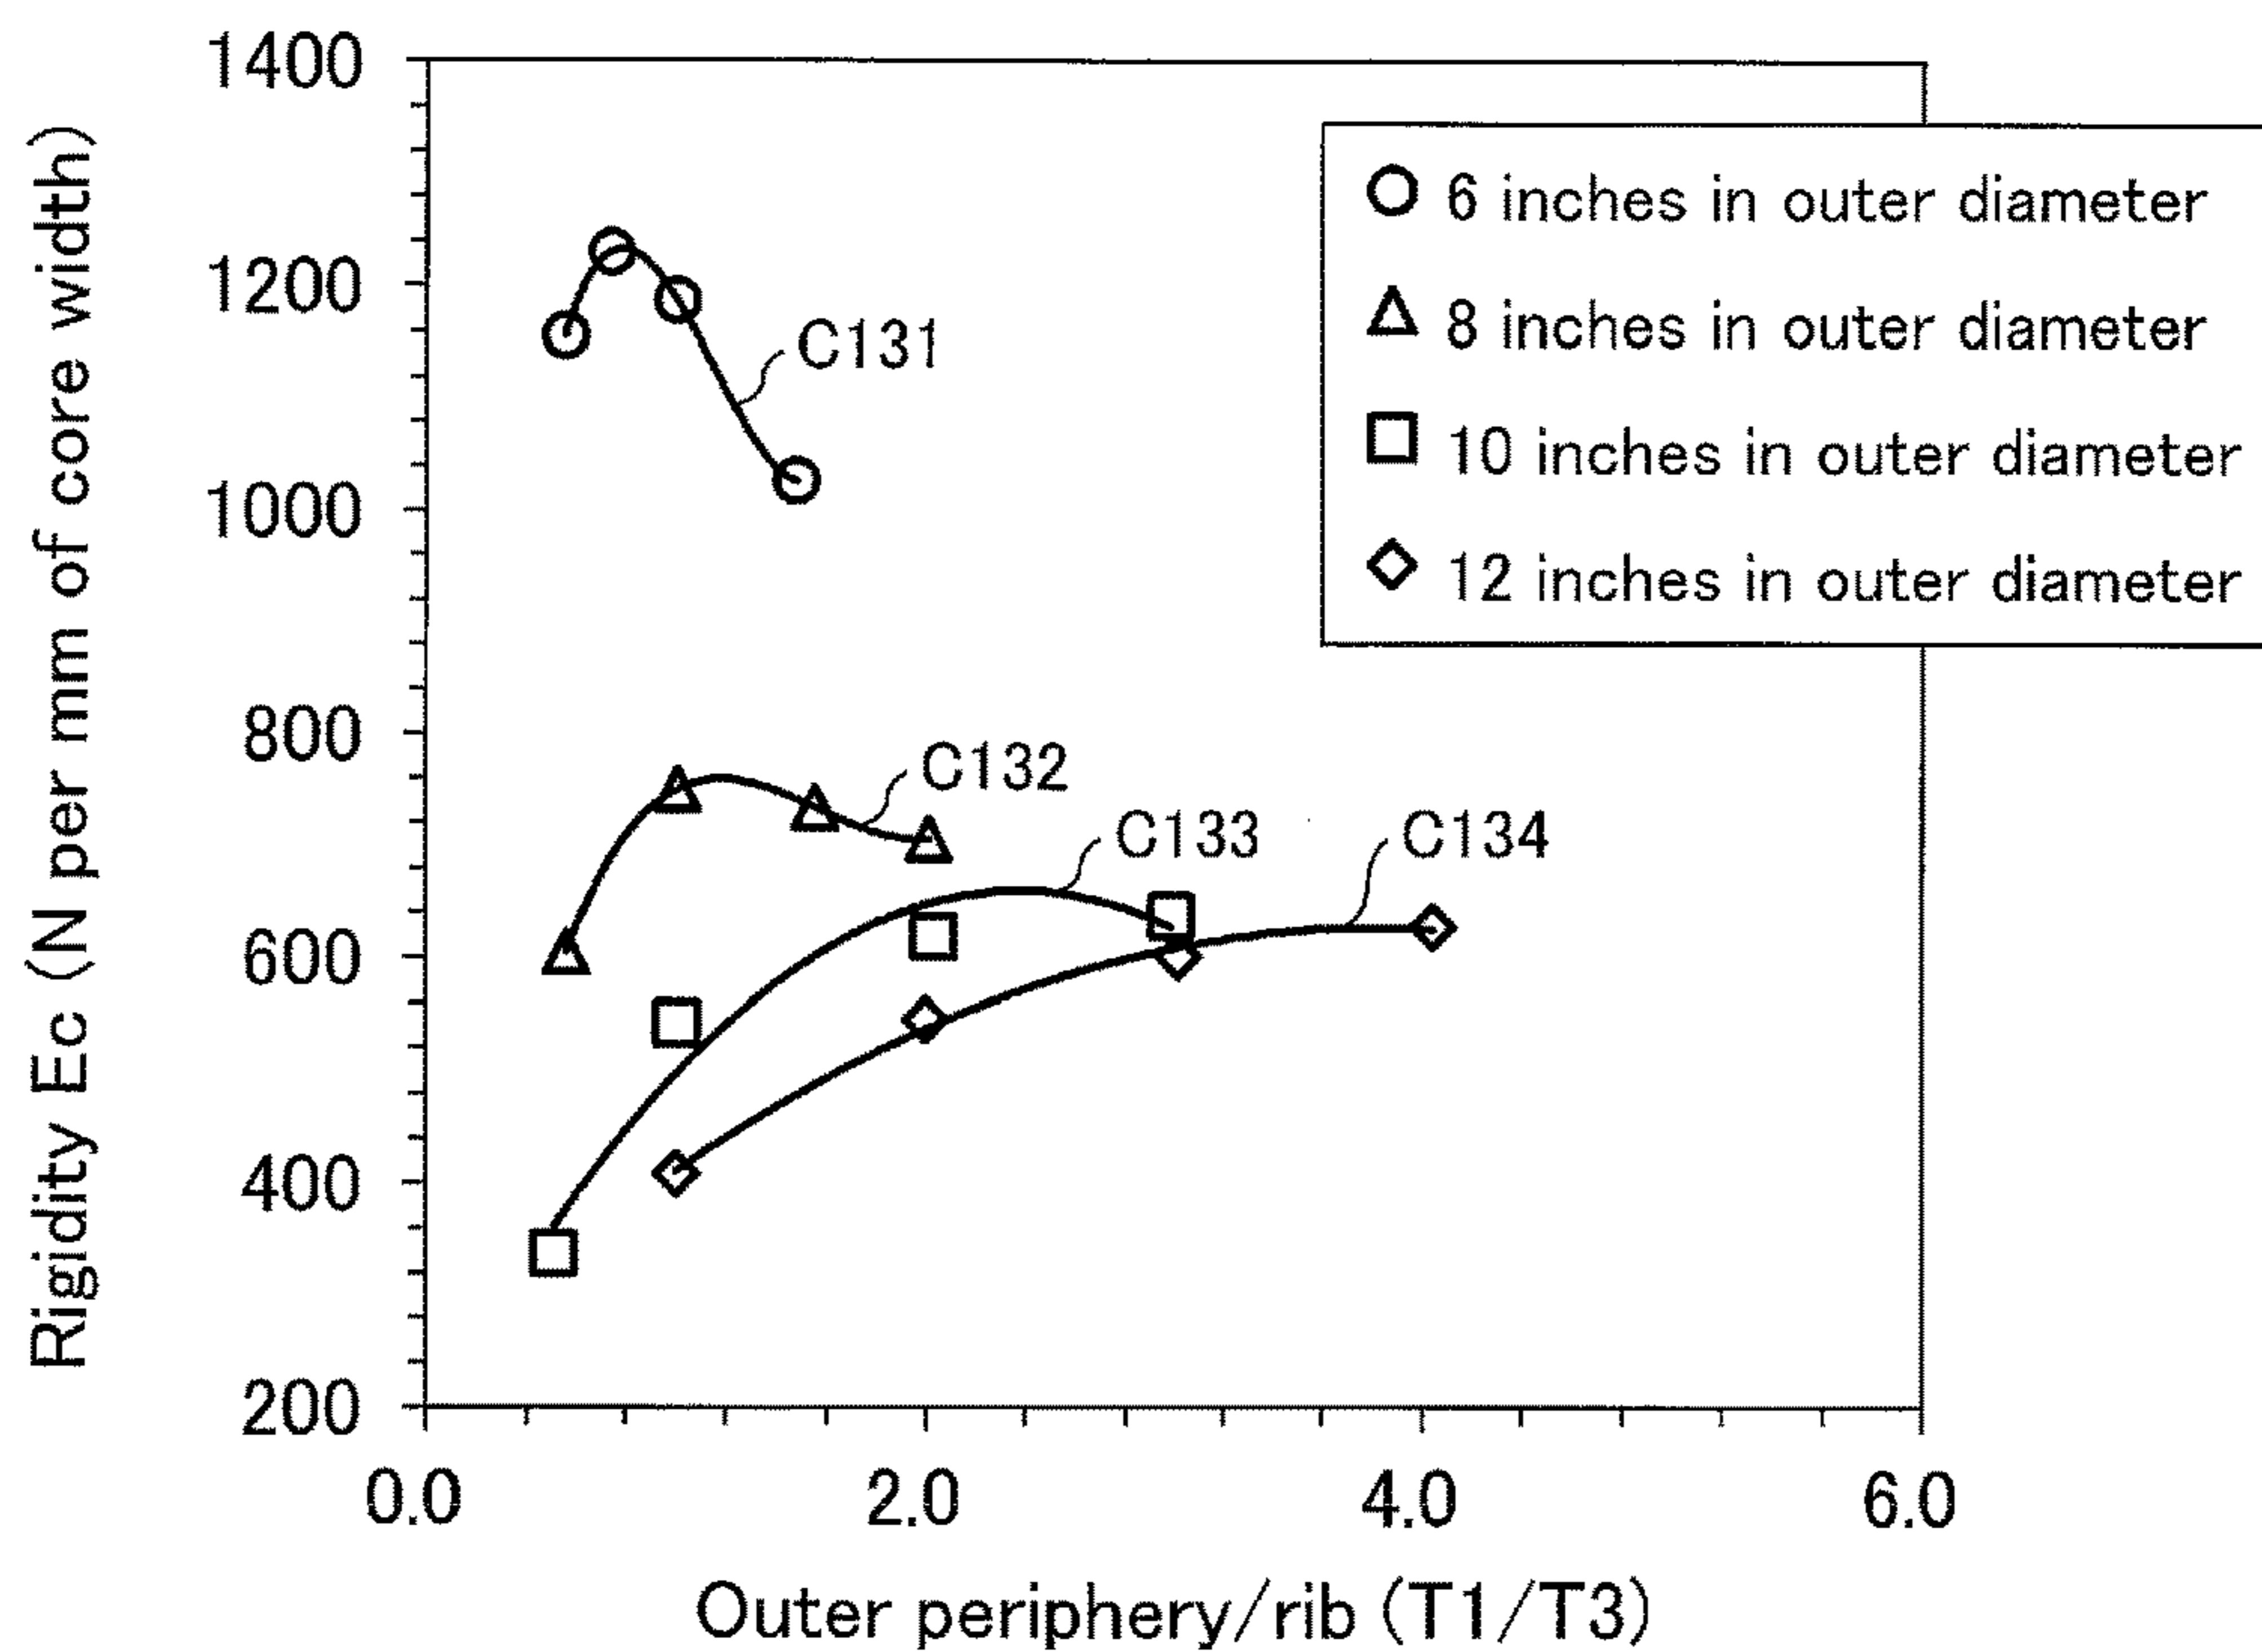 Rigidity Ec (N per mm of core width)
1400
1200
1000
800
600
400
200
0.0
2.0
4.0
6.0
Outer periphery/rib (T1/T3)
6 inches in outer diameter
8 inches in outer diameter
10 inches in outer diameter
12 inches in outer diameter
C131
C132
C133
C134